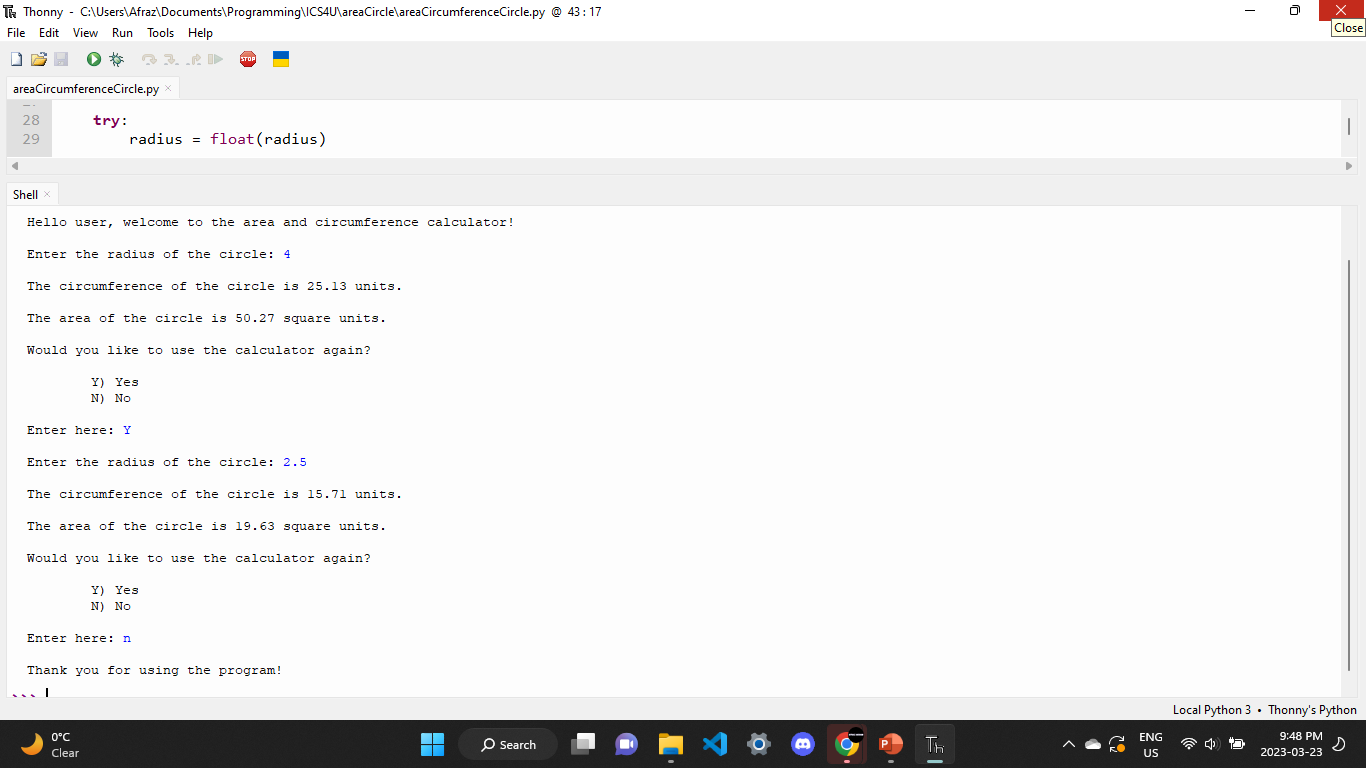 Thonny - C:\Users\Afraz\Documents\Programming\ICS4U\areaCircle\areaCircumferenceCircle.py @ 43 : 17
Close
File Edit View Run Tools Help
STOP
areaCircumferenceCircle.py ×
28 try:
29 radius = float(radius)
Shell ×
Hello user, welcome to the area and circumference calculator!
Enter the radius of the circle: 4
The circumference of the circle is 25.13 units.
The area of the circle is 50.27 square units.
Would you like to use the calculator again?
Y) Yes
N) No
Enter here: Y
Enter the radius of the circle: 2.5
The circumference of the circle is 15.71 units.
The area of the circle is 19.63 square units.
Would you like to use the calculator again?
Y) Yes
N) No
Enter here: n
Thank you for using the program!
>>>
Local Python 3 • Thonny's Python
0°C
Clear
Search
ENG
US
9:48 PM
2023-03-23